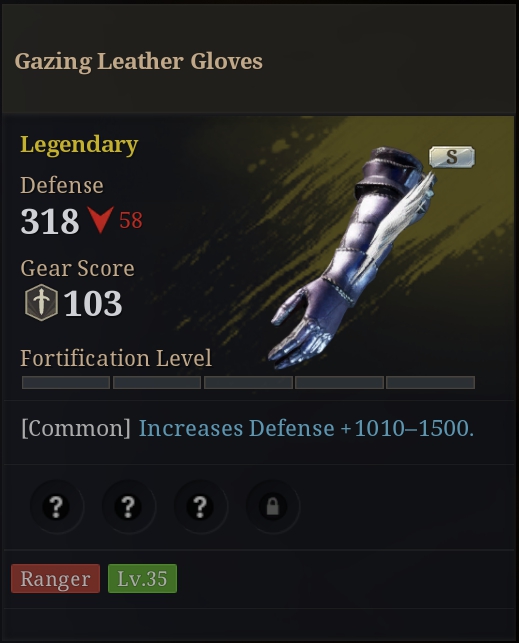 Gazing Leather Gloves
Legendary
S
Defense
318 58
Gear Score
103
Fortification Level
[Common] Increases Defense +1010–1500.
? ? ?
Ranger Lv.35